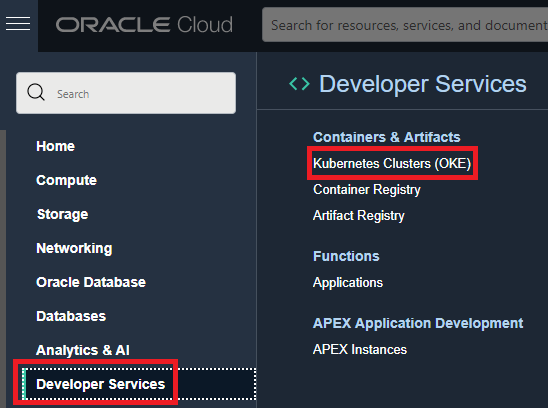 ORACLE Cloud
Search for resources, services, and document
Search
Developer Services
Home
Compute
Storage
Networking
Oracle Database
Databases
Analytics & AI
Developer Services
Containers & Artifacts
Kubernetes Clusters (OKE)
Container Registry
Artifact Registry
Functions
Applications
APEX Application Development
APEX Instances